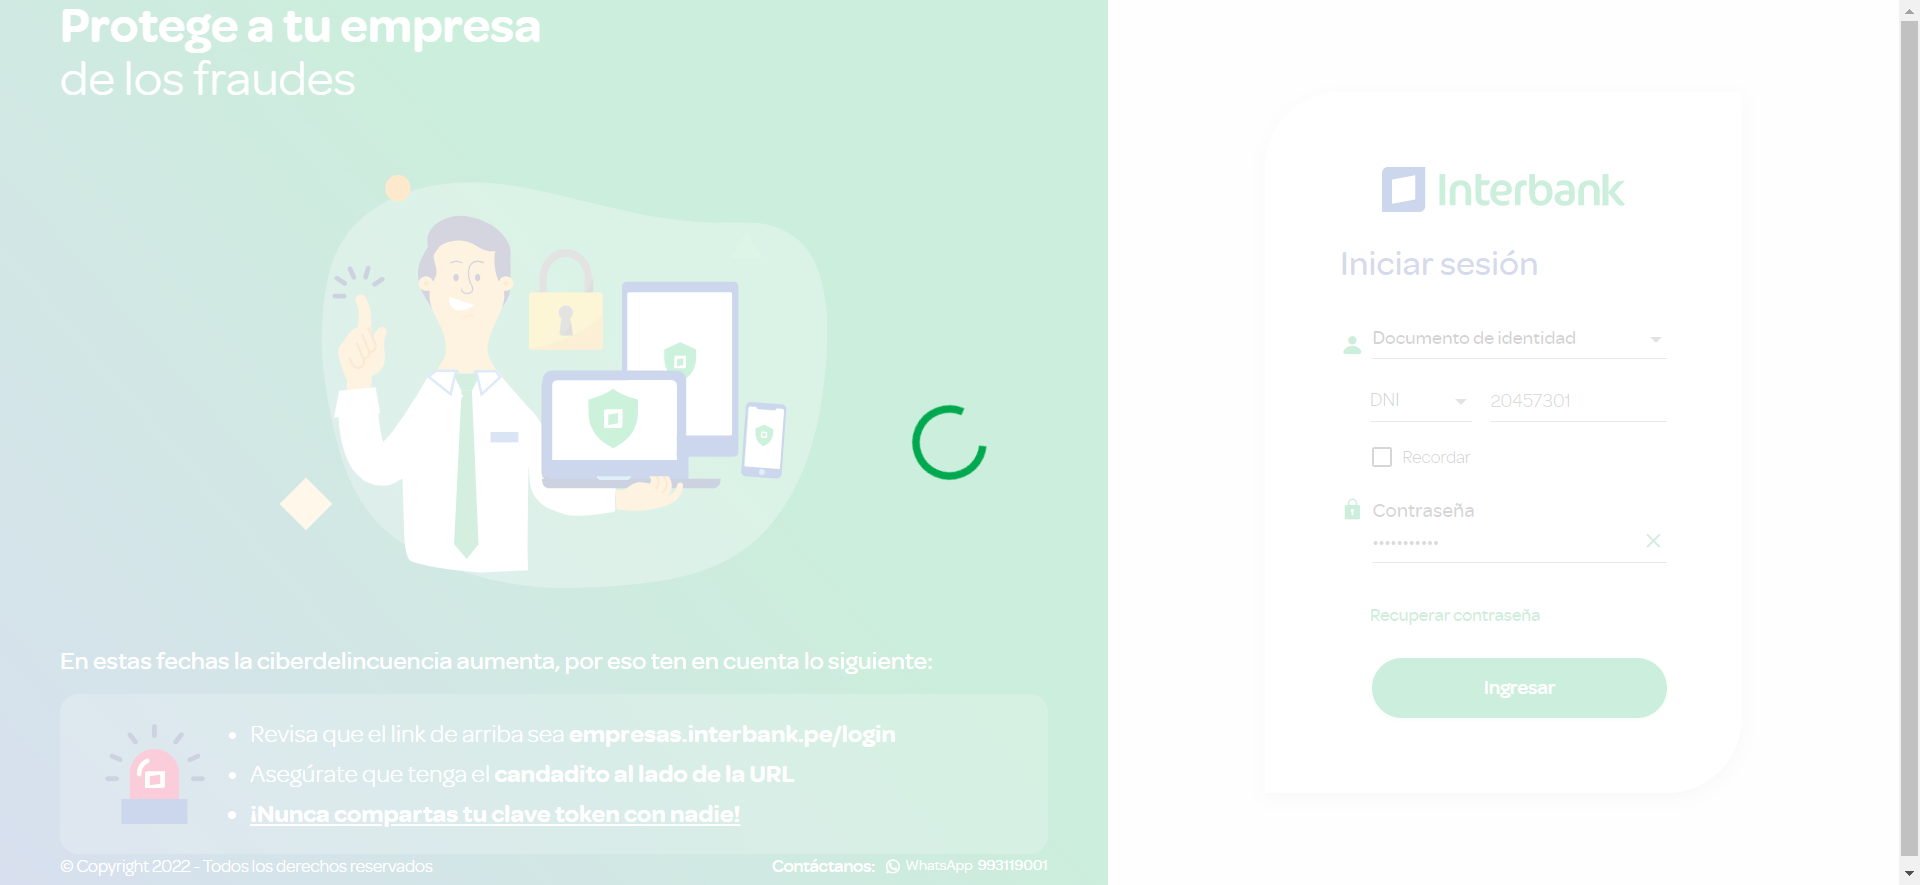 Protege a tu empresa
de los fraudes
En estas fechas la ciberdelincuencia aumenta, por eso ten en cuenta lo siguiente:
• Revisa que el link de arriba sea empresas.interbank.pe/login
• Asegúrate que tenga el candadito al lado de la URL
• ¡Nunca compartas tu clave token con nadie!
© Copyright 2022 - Todos los derechos reservados
Contáctanos: WhatsApp 993119001
Interbank
Iniciar sesión
Documento de identidad
DNI 20457301
Recordar
Contraseña
•••••••••••
Recuperar contraseña
Ingresar